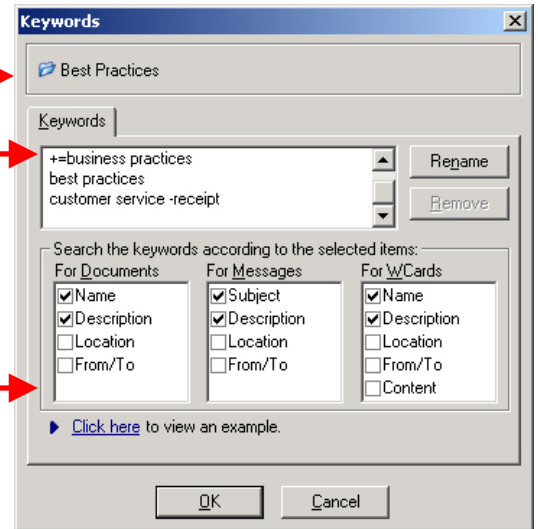 Keywords
Best Practices
Keywords
+=business practices
best practices
customer service -receipt
Rename
Remove
Search the keywords according to the selected items:
For Documents For Messages For WCards
Name Subject Name
Description Description Description
Location Location Location
From/To From/To From/To
Content
Click here to view an example.
OK Cancel